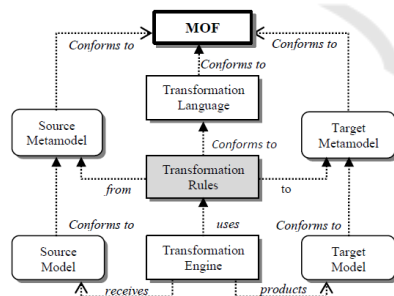 MOF
Conforms to
Conforms to
Conforms to
Transformation
Language
Source
Metamodel
Target
Metamodel
Conforms to
Transformation
Rules
from
to
Conforms to
uses
Conforms to
Source
Model
Transformation
Engine
Target
Model
receives
products